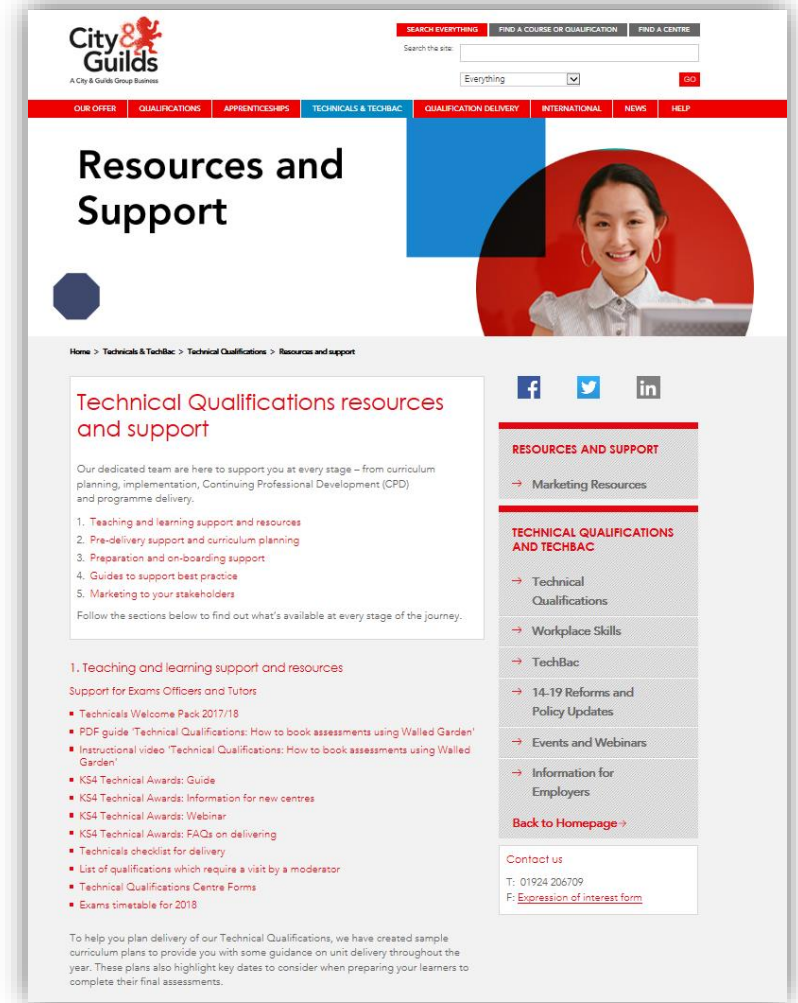 City&
Guilds
A City & Guilds Group Business
SEARCH EVERYTHING
FIND A COURSE OR QUALIFICATION
FIND A CENTRE
Search the site:
Everything
GO
OUR OFFER
QUALIFICATIONS
APPRENTICESHIPS
TECHNICALS & TECHBAC
QUALIFICATION DELIVERY
INTERNATIONAL
NEWS
HELP
Resources and
Support
Home > Technicals & TechBac > Technical Qualifications > Resources and support
Technical Qualifications resources
and support
Our dedicated team are here to support you at every stage – from curriculum
planning, implementation, Continuing Professional Development (CPD)
and programme delivery.
1. Teaching and learning support and resources
2. Pre-delivery support and curriculum planning
3. Preparation and on-boarding support
4. Guides to support best practice
5. Marketing to your stakeholders
Follow the sections below to find out what's available at every stage of the journey.
1. Teaching and learning support and resources
Support for Exams Officers and Tutors
Technicals Welcome Pack 2017/18
PDF guide 'Technical Qualifications: How to book assessments using Walled Garden'
Instructional video 'Technical Qualifications: How to book assessments using Walled
Garden'
KS4 Technical Awards: Guide
KS4 Technical Awards: Information for new centres
KS4 Technical Awards: Webinar
KS4 Technical Awards: FAQs on delivering
Technicals checklist for delivery
List of qualifications which require a visit by a moderator
Technical Qualifications Centre Forms
Exams timetable for 2018
To help you plan delivery of our Technical Qualifications, we have created sample
curriculum plans to provide you with some guidance on unit delivery throughout the
year. These plans also highlight key dates to consider when preparing your learners to
complete their final assessments.
f
in
RESOURCES AND SUPPORT
→ Marketing Resources
TECHNICAL QUALIFICATIONS
AND TECHBAC
→ Technical
Qualifications
→ Workplace Skills
→ TechBac
→ 14-19 Reforms and
Policy Updates
→ Events and Webinars
→ Information for
Employers
Back to Homepage→
Contact us
T: 01924 206709
F: Expression of interest form